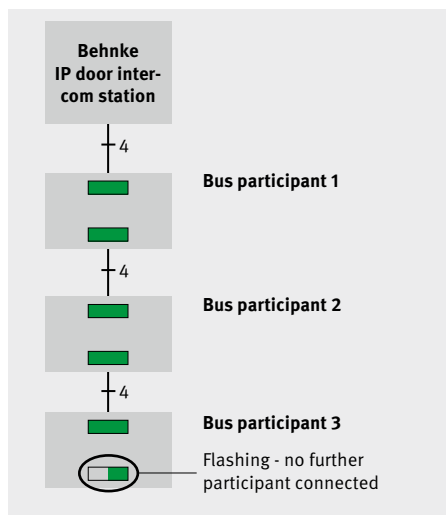 Behnke
IP door inter-
com station
4
Bus participant 1
4
Bus participant 2
4
Bus participant 3
Flashing - no further
participant connected